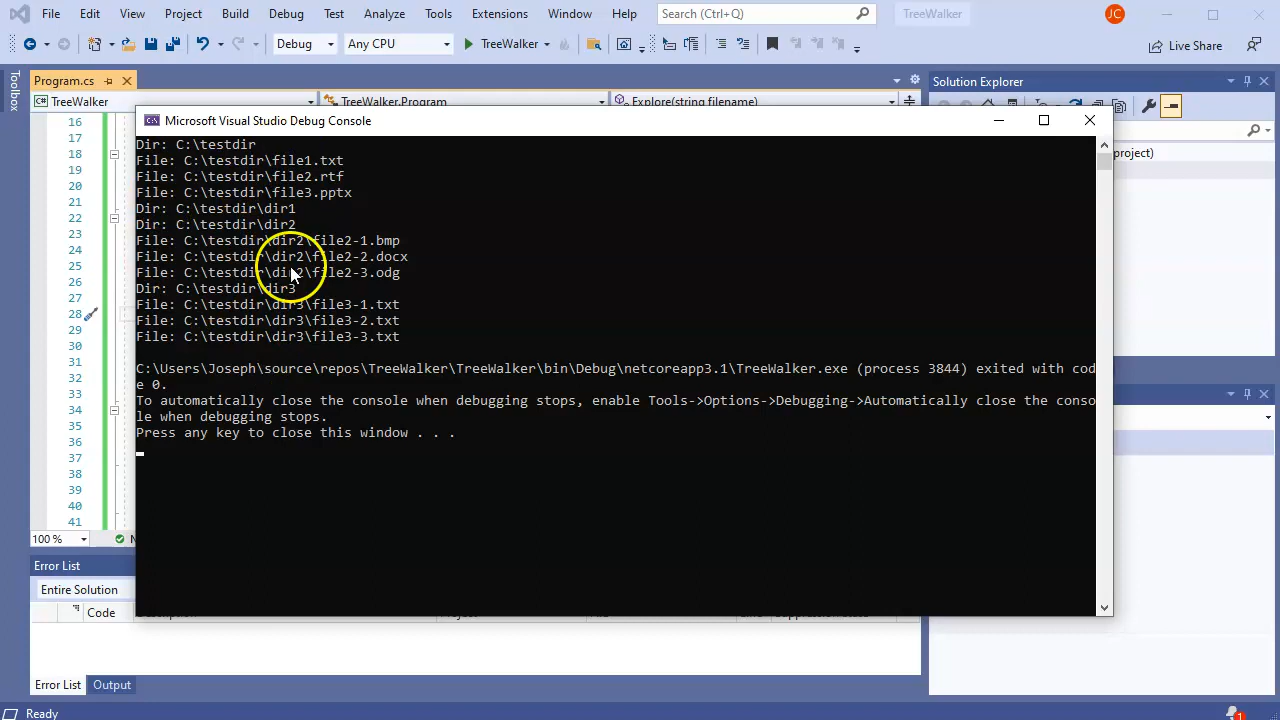 File Edit View Project Build Debug Test Analyze Tools Extensions Window Help Search (Ctrl+Q) TreeWalker JC
Debug Any CPU TreeWalker Live Share
Toolbox
Program.cs Solution Explorer
TreeWalker TreeWalker.Program Explore(string filename)
Microsoft Visual Studio Debug Console
Dir: C:\testdir
File: C:\testdir\file1.txt
File: C:\testdir\file2.rtf
File: C:\testdir\file3.pptx
Dir: C:\testdir\dir1
Dir: C:\testdir\dir2
File: C:\testdir\dir2\file2-1.bmp
File: C:\testdir\dir2\file2-2.docx
File: C:\testdir\dir2\file2-3.odg
Dir: C:\testdir\dir3
File: C:\testdir\dir3\file3-1.txt
File: C:\testdir\dir3\file3-2.txt
File: C:\testdir\dir3\file3-3.txt
C:\Users\Joseph\source\repos\TreeWalker\TreeWalker\bin\Debug\netcoreapp3.1\TreeWalker.exe (process 3844) exited with cod
e 0.
To automatically close the console when debugging stops, enable Tools->Options->Debugging->Automatically close the conso
le when debugging stops.
Press any key to close this window . . .
project)
16
17
18
19
20
21
22
23
24
25
26
27
28
29
30
31
32
33
34
35
36
37
38
39
40
41
100 %
Error List
Entire Solution
Code
Error List Output
Ready 1